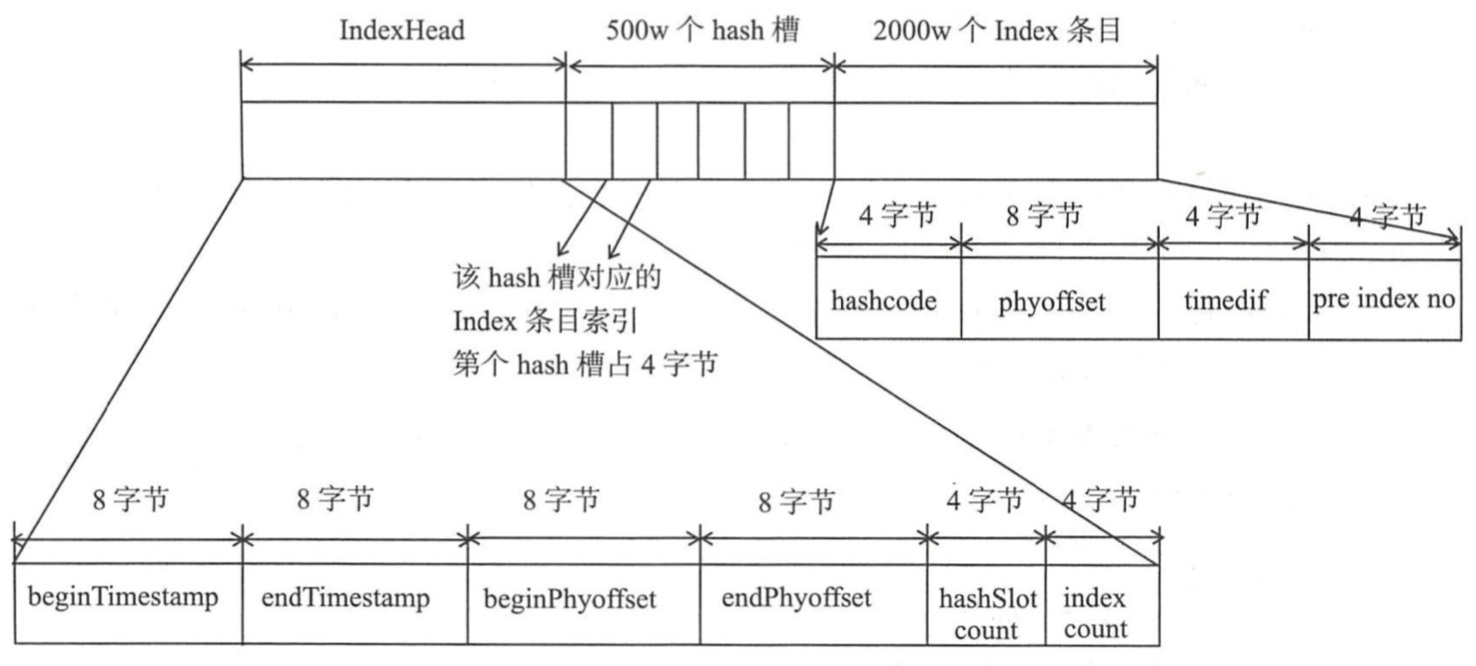 IndexHead
500w 个 hash 槽
2000w 个 Index 条目
4 字节
8 字节
4 字节
4 字节
hashcode
phyoffset
timedif
pre index no
该 hash 槽对应的
Index 条目索引
第个 hash 槽占 4 字节
8 字节
8 字节
8 字节
8 字节
4 字节
4 字节
beginTimestamp
endTimestamp
beginPhyoffset
endPhyoffset
hashSlot
count
index
count